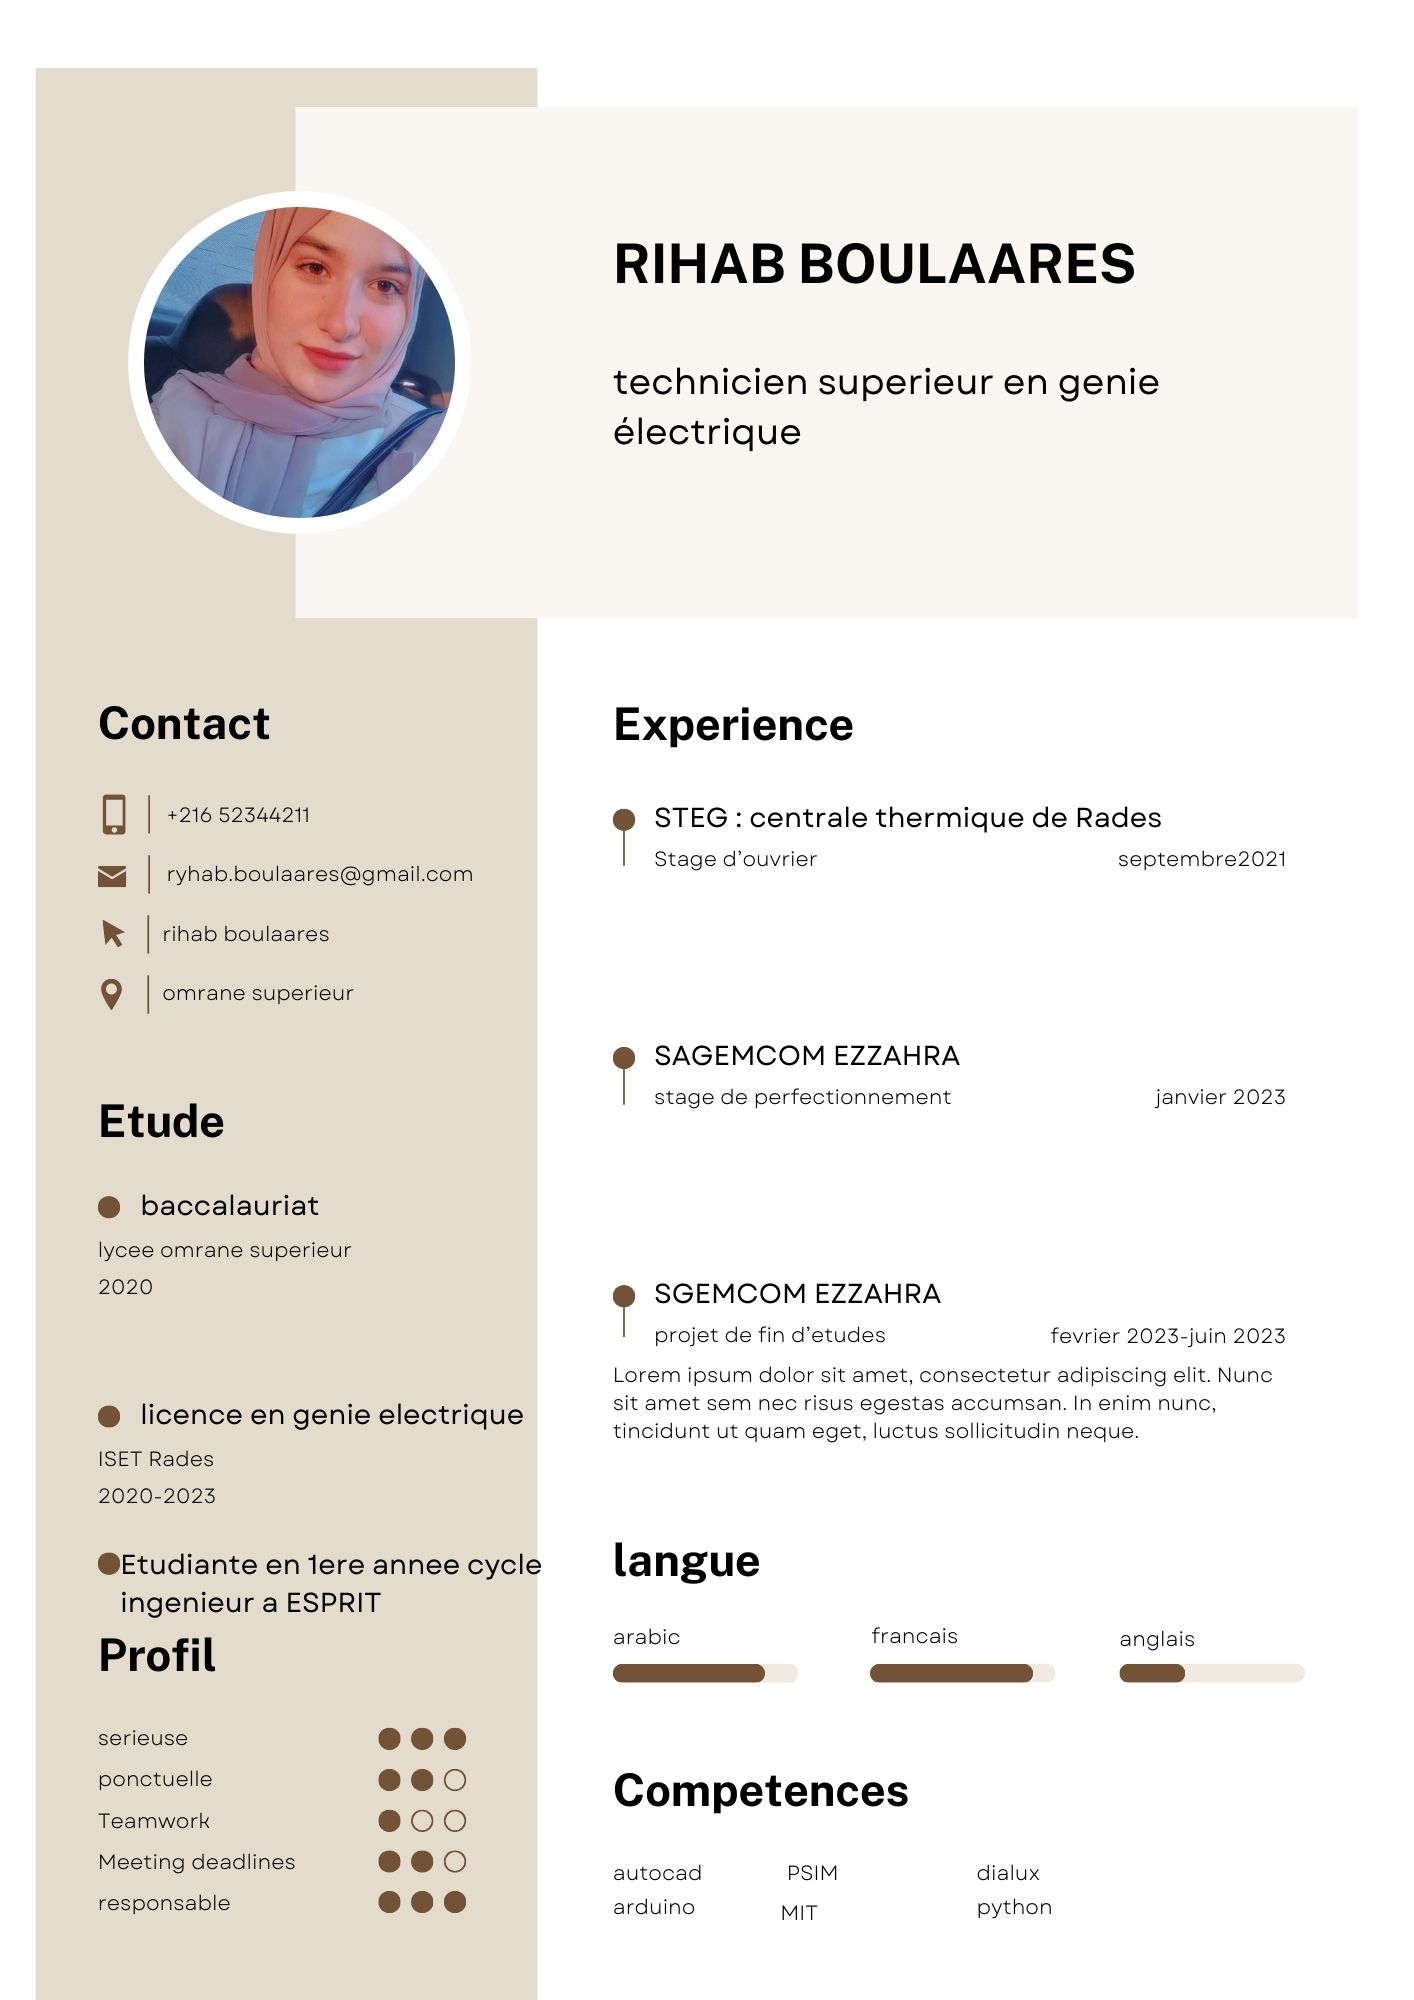 RIHAB BOULAARES
technicien superieur en genie
électrique
Contact
+216 52344211
ryhab.boulaares@gmail.com
rihab boulaares
omrane superieur
Etude
baccalauriat
lycee omrane superieur
2020
licence en genie electrique
ISET Rades
2020-2023
Etudiante en 1ere annee cycle
ingenieur a ESPRIT
Profil
serieuse
ponctuelle
Teamwork
Meeting deadlines
responsable
Experience
STEG : centrale thermique de Rades
Stage d’ouvrier septembre2021
SAGEMCOM EZZAHRA
stage de perfectionnement janvier 2023
SGEMCOM EZZAHRA
projet de fin d’etudes fevrier 2023-juin 2023
Lorem ipsum dolor sit amet, consectetur adipiscing elit. Nunc
sit amet sem nec risus egestas accumsan. In enim nunc,
tincidunt ut quam eget, luctus sollicitudin neque.
langue
arabic francais anglais
Competences
autocad PSIM dialux
arduino MIT python